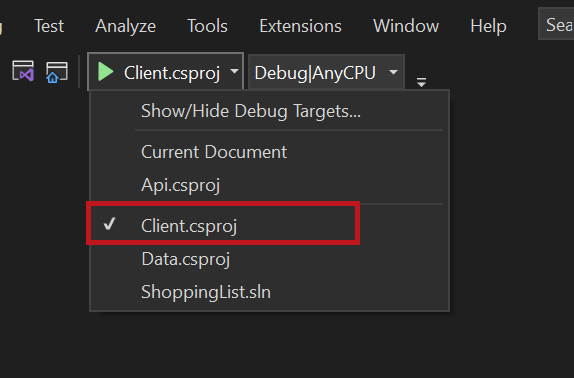 Test Analyze Tools Extensions Window Help Sea
Client.csproj Debug|AnyCPU
Show/Hide Debug Targets...
Current Document
Api.csproj
Client.csproj
Data.csproj
ShoppingList.sln